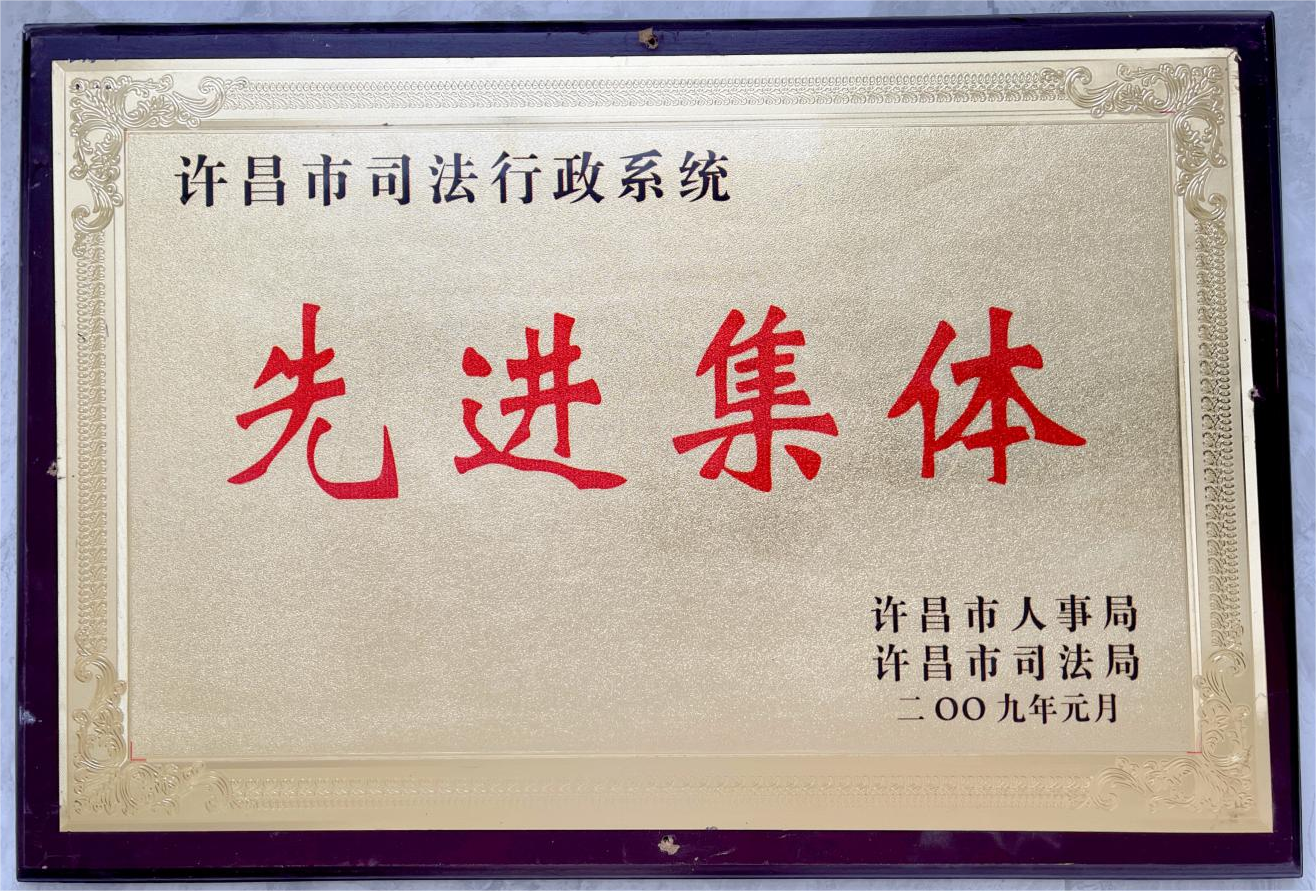 许昌市司法行政系统
先进集体
许昌市人事局
许昌市司法局
二OO九年元月